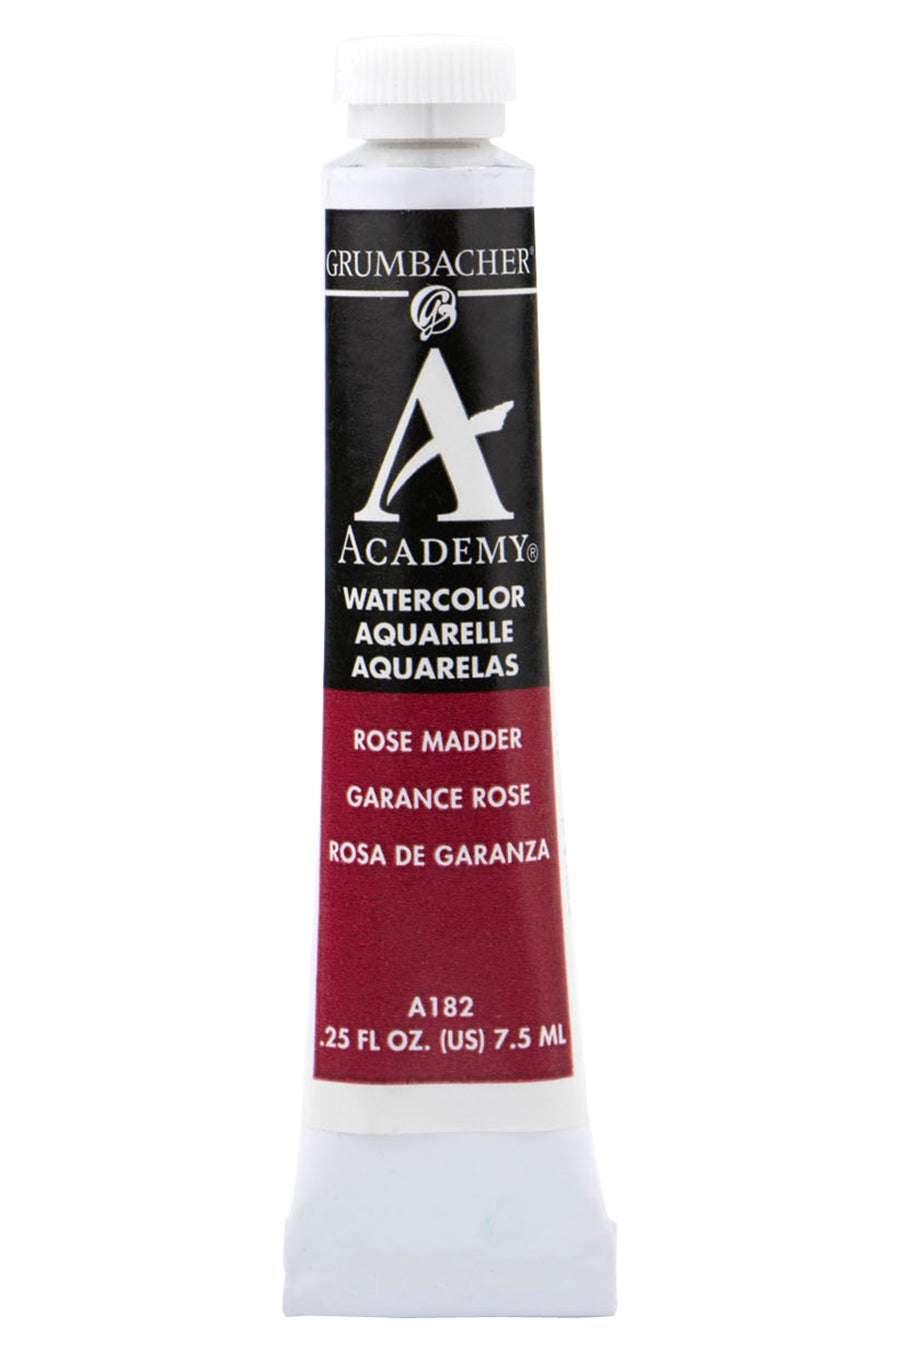 GRUMBACHER®
GB
A
ACADEMY®
WATERCOLOR
AQUARELLE
AQUARELAS
ROSE MADDER
GARANCE ROSE
ROSA DE GARANZA
A182
.25 FL OZ. (US) 7.5 ML